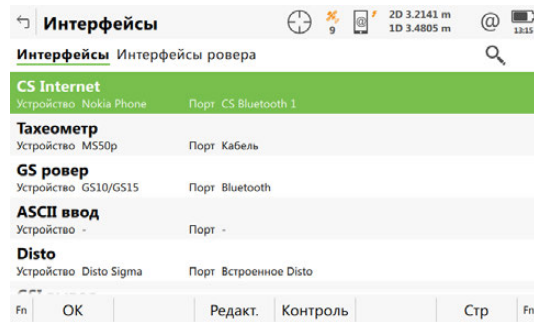 Интерфейсы
9
2D 3.2141 m
1D 3.4805 m
@
13:15
Интерфейсы Интерфейсы ровера
CS Internet
Устройство Nokia Phone Порт CS Bluetooth 1
Тахеометр
Устройство MS50p Порт Кабель
GS ровер
Устройство GS10/GS15 Порт Bluetooth
ASCII ввод
Устройство - Порт -
Disto
Устройство Disto Sigma Порт Встроенное Disto
Fn OK Редакт. Контроль Стр Fn